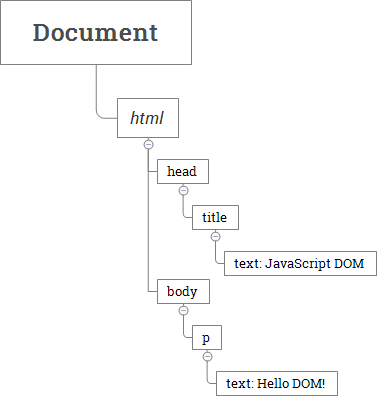 Document
html
head
title
text: JavaScript DOM
body
p
text: Hello DOM!